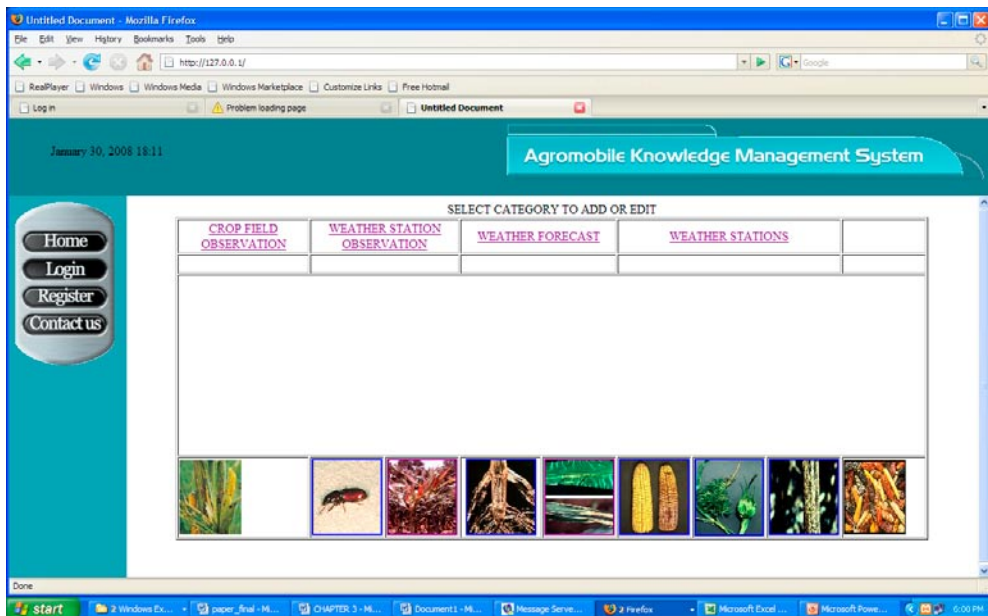 Untitled Document - Mozilla Firefox
File Edit View History Bookmarks Tools Help
http://127.0.0.1/
Google
RealPlayer Windows Windows Media Windows Marketplace Customize Links Free Hotmail
Log in Problem loading page Untitled Document
January 30, 2008 18:11
Agromobile Knowledge Management System
SELECT CATEGORY TO ADD OR EDIT
CROP FIELD OBSERVATION
WEATHER STATION OBSERVATION
WEATHER FORECAST
WEATHER STATIONS
Home
Login
Register
Contact us
Done
start 2 Windows Ex... paper_final - Mi... CHAPTER 3 - Mi... Document1 - Mi... Message Serve... 2 Firefox Microsoft Excel ... Microsoft Powe... 6:00 PM